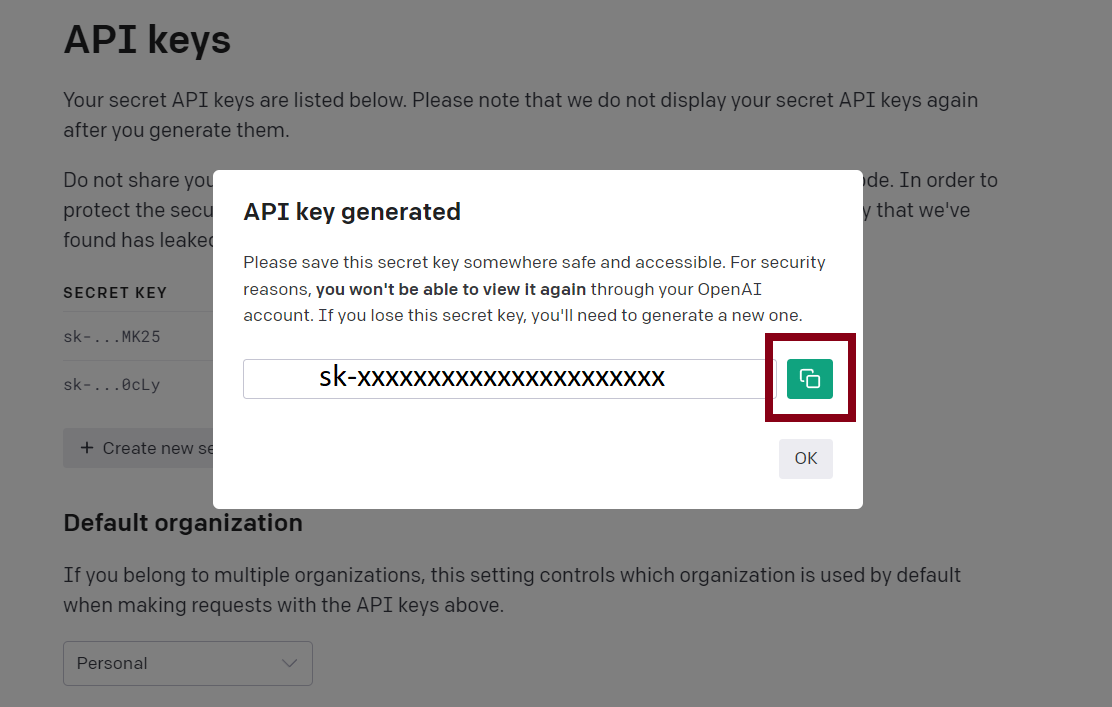 API keys
Your secret API keys are listed below. Please note that we do not display your secret API keys again
after you generate them.
Do not share you
ode. In order to
protect the secu
y that we've
found has leaked
API key generated
Please save this secret key somewhere safe and accessible. For security
reasons, you won't be able to view it again through your OpenAI
account. If you lose this secret key, you'll need to generate a new one.
sk-xxxxxxxxxxxxxxxxxxxxxx
OK
SECRET KEY
sk-...MK25
sk-...0cLy
+ Create new se
Default organization
If you belong to multiple organizations, this setting controls which organization is used by default
when making requests with the API keys above.
Personal